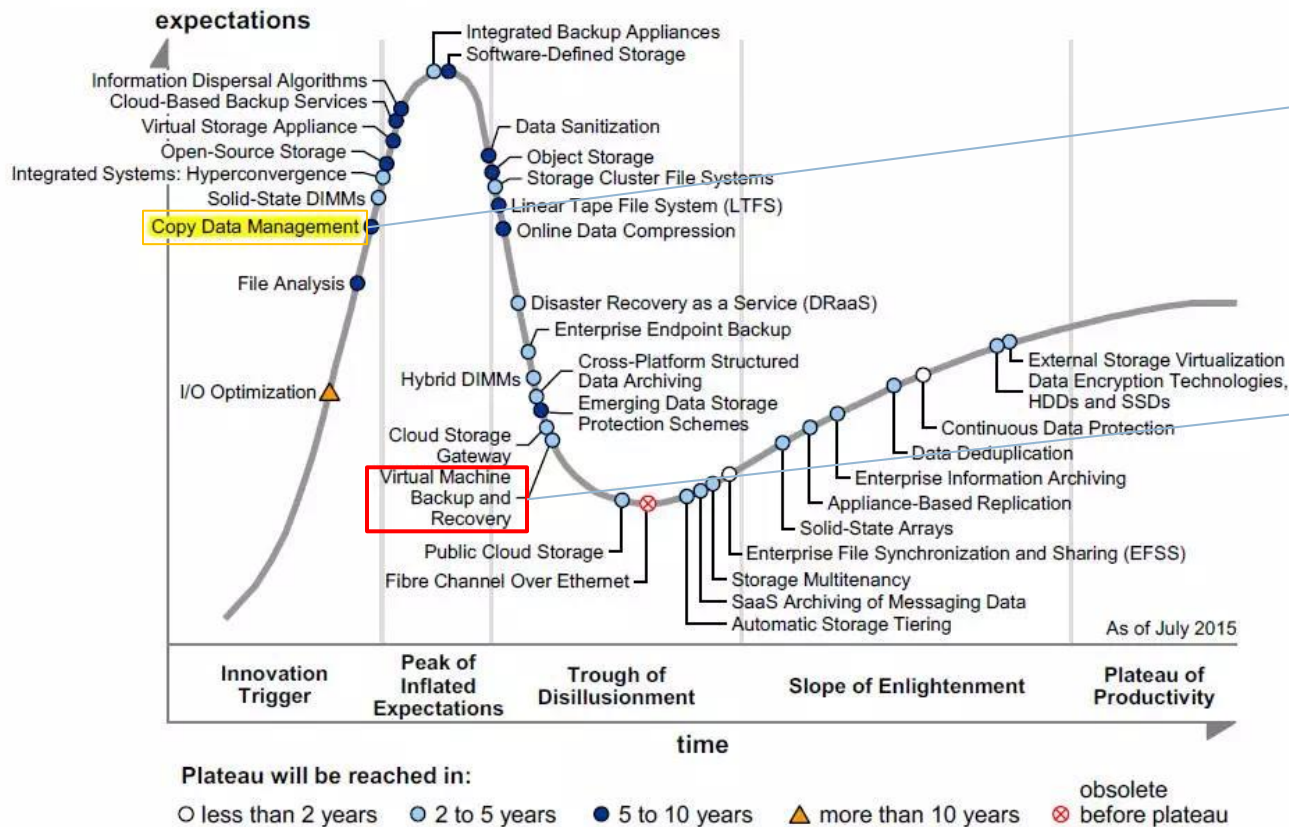 expectations
Integrated Backup Appliances
Software-Defined Storage
Information Dispersal Algorithms
Cloud-Based Backup Services
Virtual Storage Appliance
Open-Source Storage
Integrated Systems: Hyperconvergence
Solid-State DIMMs
Copy Data Management
File Analysis
I/O Optimization
Data Sanitization
Object Storage
Storage Cluster File Systems
Linear Tape File System (LTFS)
Online Data Compression
Disaster Recovery as a Service (DRaaS)
Enterprise Endpoint Backup
Hybrid DIMMs
Cross-Platform Structured
Data Archiving
Emerging Data Storage
Protection Schemes
Cloud Storage
Gateway
Virtual Machine
Backup and
Recovery
Public Cloud Storage
Fibre Channel Over Ethernet
External Storage Virtualization
Data Encryption Technologies,
HDDs and SSDs
Continuous Data Protection
Data Deduplication
Enterprise Information Archiving
Appliance-Based Replication
Solid-State Arrays
Enterprise File Synchronization and Sharing (EFSS)
Storage Multitenancy
SaaS Archiving of Messaging Data
Automatic Storage Tiering
As of July 2015
Innovation
Trigger
Peak of
Inflated
Expectations
Trough of
Disillusionment
Slope of Enlightenment
Plateau of
Productivity
time
Plateau will be reached in:
less than 2 years
2 to 5 years
5 to 10 years
more than 10 years
obsolete
before plateau